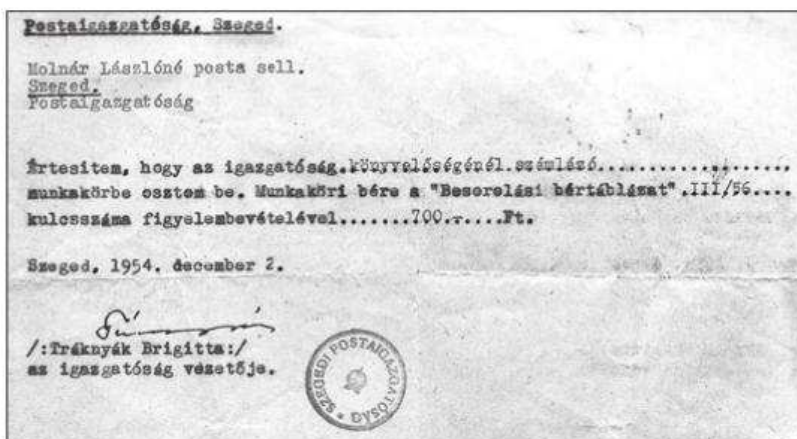 Postaigazgatóság, Szeged.
Molnár Lászlóné posta sell.
Szeged.
Postaigazgatóság
Értesitem, hogy az igazgatóság.könyvelőségénél számlázó..................
munkakörbe osztom be. Munkaköri bére a "Besorolási bértáblázat".III/56....
kulcsszáma figyelembevételével.......700.-.....Ft.
Szeged, 1954. december 2.
/:Tráknyák Brigitta:/
az igazgatóság vezetője.
SZEGEDI POSTAIGAZGATÓSÁG *